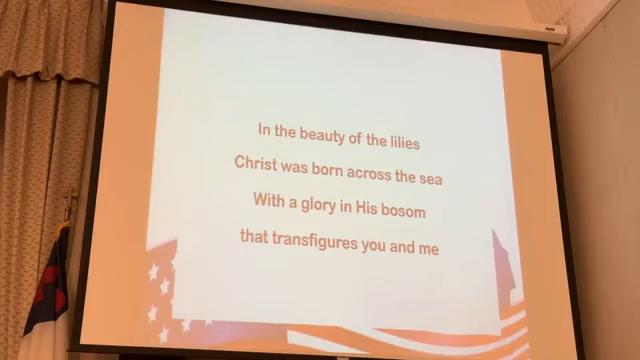 In the beauty of the lilies
Christ was born across the sea
With a glory in His bosom
that transfigures you and me